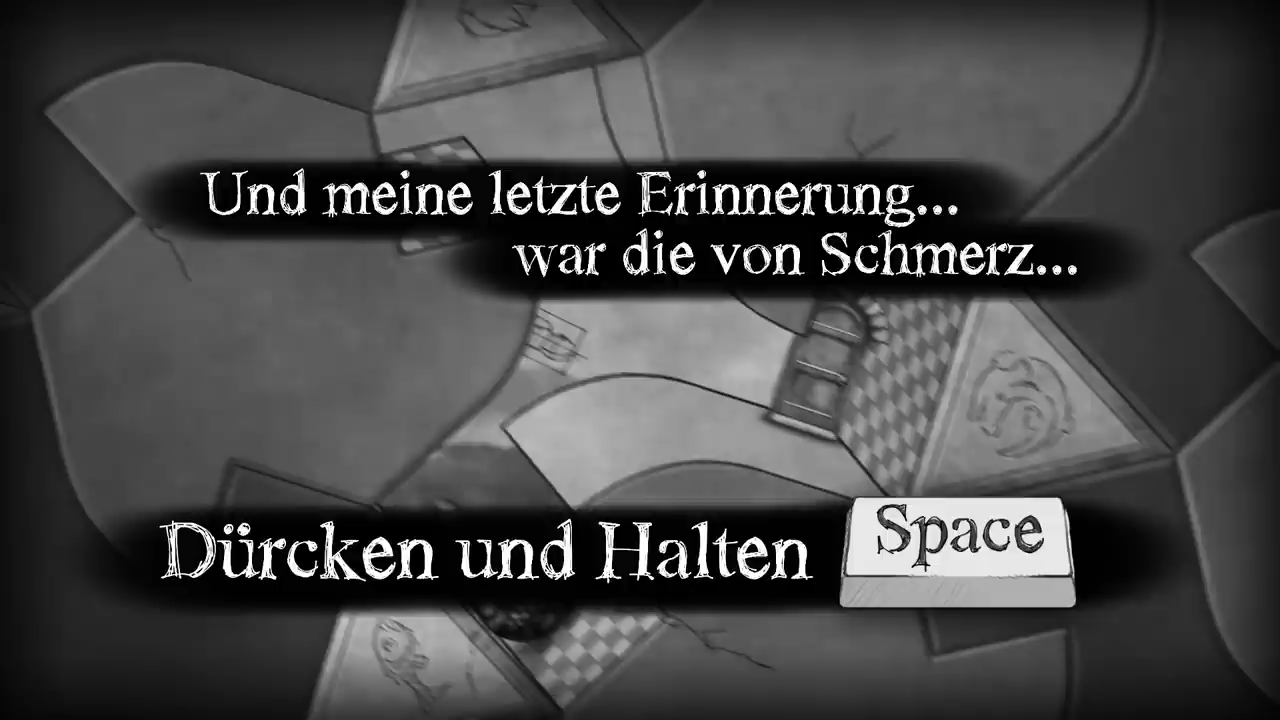 Und meine letzte Erinnerung...
war die von Schmerz...
Dürcken und Halten Space